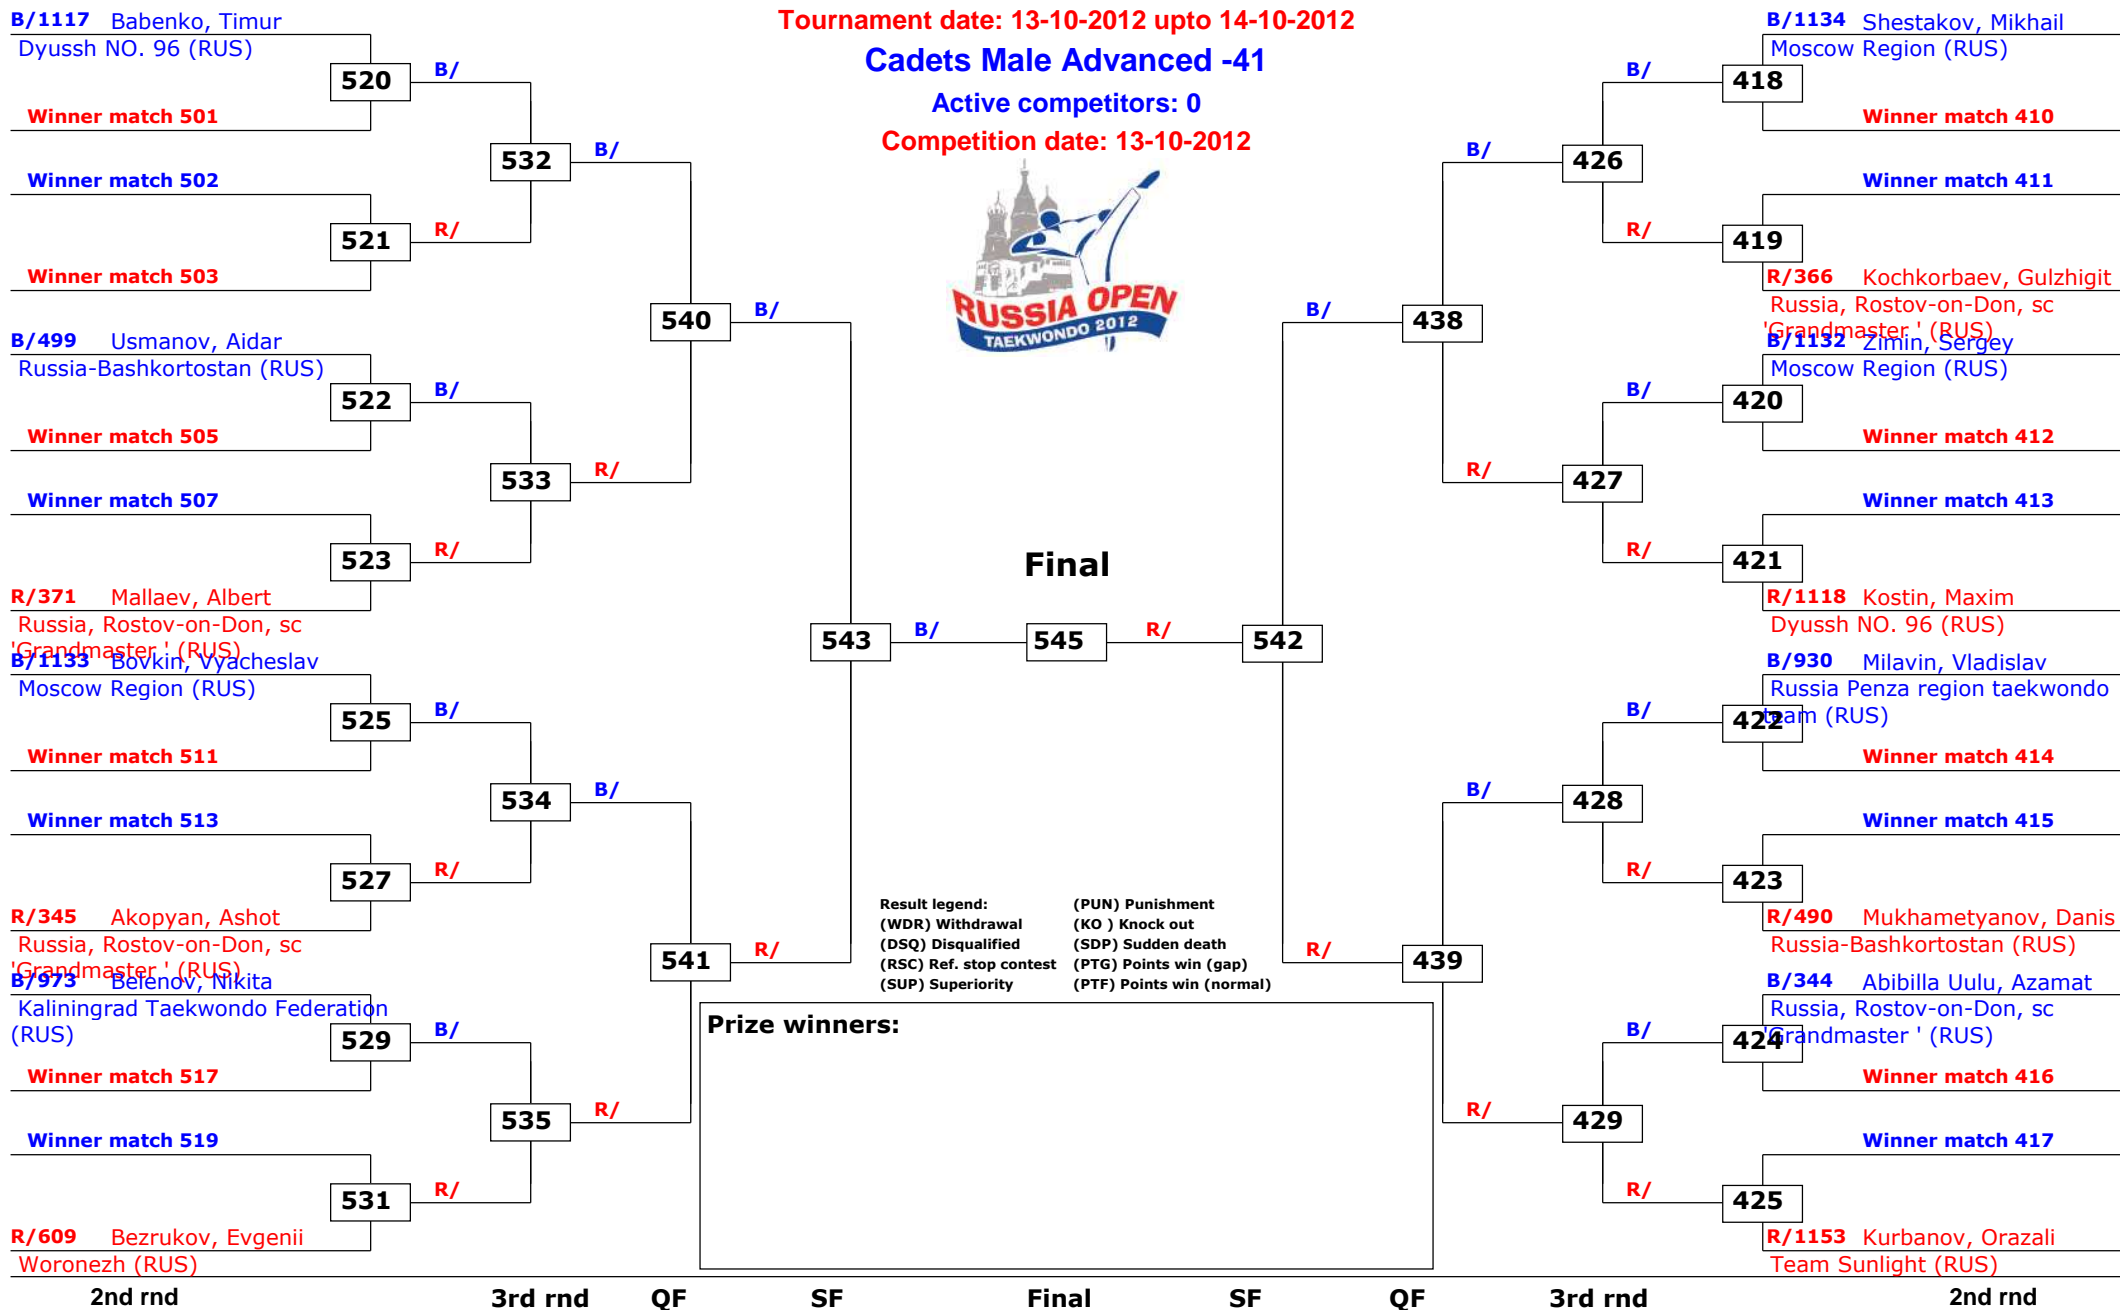 Tournament date: 13-10-2012 upto 14-10-2012
Cadets Male Advanced -41
Active competitors: 0
Competition date: 13-10-2012
RUSSIA OPEN
TAEKWONDO 2012
B/1117 Babenko, Timur
Dyussh NO. 96 (RUS)
520
B/
Winner match 501
532
B/
Winner match 502
521
R/
Winner match 503
540
B/
B/499 Usmanov, Aidar
Russia-Bashkortostan (RUS)
522
B/
Winner match 505
533
R/
Winner match 507
523
R/
R/371 Mallaev, Albert
Russia, Rostov-on-Don, sc
'Grandmaster ' (RUS)
543
B/
B/1133 Bovkin, Vyacheslav
Moscow Region (RUS)
525
B/
Winner match 511
534
B/
Winner match 513
527
R/
R/345 Akopyan, Ashot
Russia, Rostov-on-Don, sc
'Grandmaster ' (RUS)
541
R/
B/973 Belenov, Nikita
Kaliningrad Taekwondo Federation
(RUS)
529
B/
Winner match 517
535
R/
Winner match 519
531
R/
R/609 Bezrukov, Evgenii
Woronezh (RUS)
Final
545
R/
542
B/1134 Shestakov, Mikhail
Moscow Region (RUS)
B/
418
Winner match 410
B/
426
Winner match 411
R/
419
R/366 Kochkorbaev, Gulzhigit
Russia, Rostov-on-Don, sc
'Grandmaster ' (RUS)
B/
438
B/1132 Zimin, Sergey
Moscow Region (RUS)
B/
420
Winner match 412
R/
427
Winner match 413
R/
421
R/1118 Kostin, Maxim
Dyussh NO. 96 (RUS)
B/930 Milavin, Vladislav
Russia Penza region taekwondo
team (RUS)
B/
422
Winner match 414
B/
428
Winner match 415
R/
423
R/490 Mukhametyanov, Danis
Russia-Bashkortostan (RUS)
R/
439
B/344 Abibilla Uulu, Azamat
Russia, Rostov-on-Don, sc
'Grandmaster ' (RUS)
B/
424
Winner match 416
R/
429
Winner match 417
R/
425
R/1153 Kurbanov, Orazali
Team Sunlight (RUS)
Result legend: (PUN) Punishment
(WDR) Withdrawal (KO ) Knock out
(DSQ) Disqualified (SDP) Sudden death
(RSC) Ref. stop contest (PTG) Points win (gap)
(SUP) Superiority (PTF) Points win (normal)
Prize winners:
2nd rnd 3rd rnd QF SF Final SF QF 3rd rnd 2nd rnd